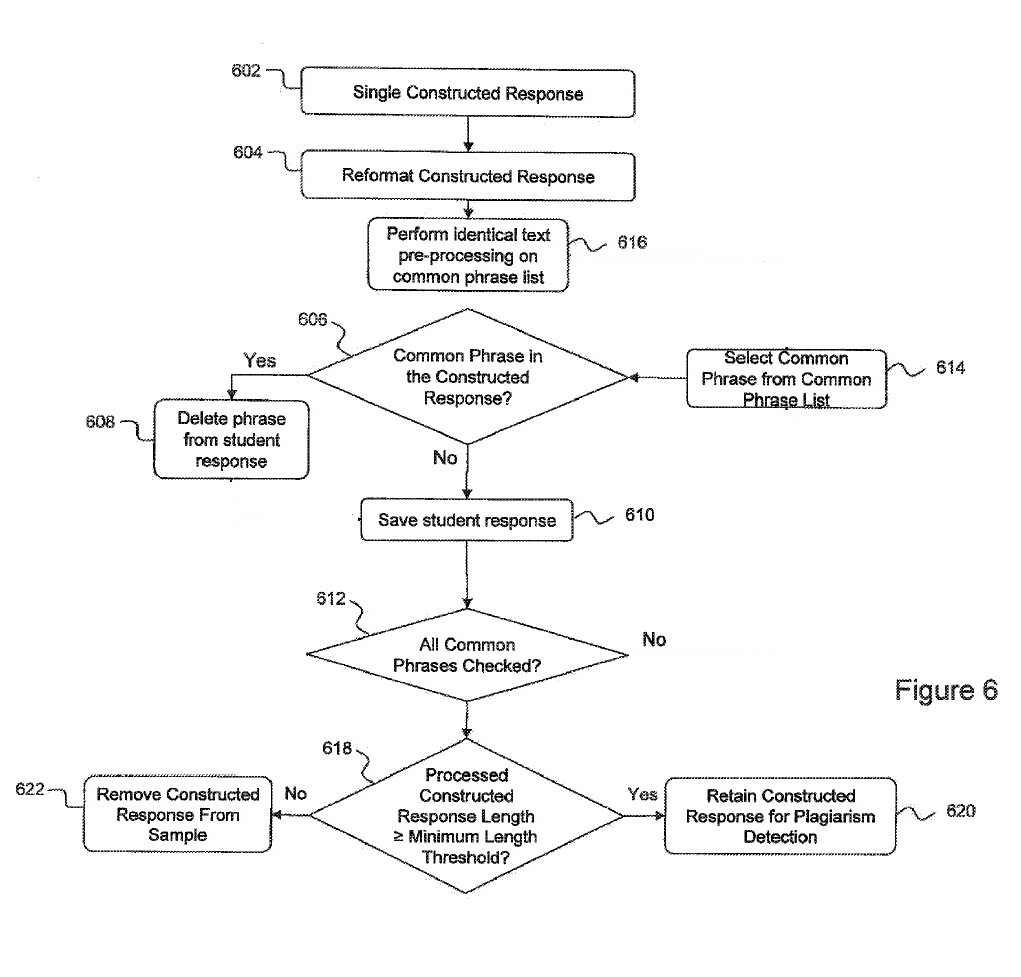 602
Single Constructed Response
604
Reformat Constructed Response
Perform identical text
pre-processing on
common phrase list
616
606
Common Phrase in
the Constructed
Response?
Yes
Select Common
Phrase from Common
Phrase List
614
608
Delete phrase
from student
response
No
Save student response
610
612
All Common
Phrases Checked?
No
Figure 6
618
Processed
Constructed
Response Length
≥ Minimum Length
Threshold?
622
Remove Constructed
Response From
Sample
No
Yes
Retain Constructed
Response for Plagiarism
Detection
620